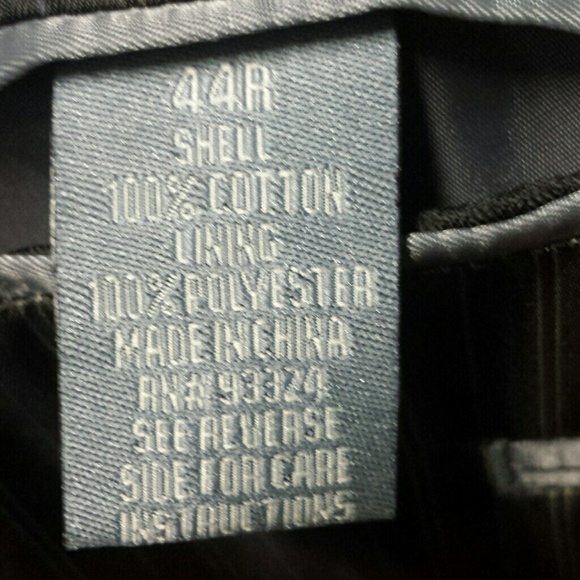 44R
SHELL
100% COTTON
LINING
100% POLYESTER
MADE IN CHINA
RN# 93324
SEE REVERSE
SIDE FOR CARE
INSTRUCTIONS